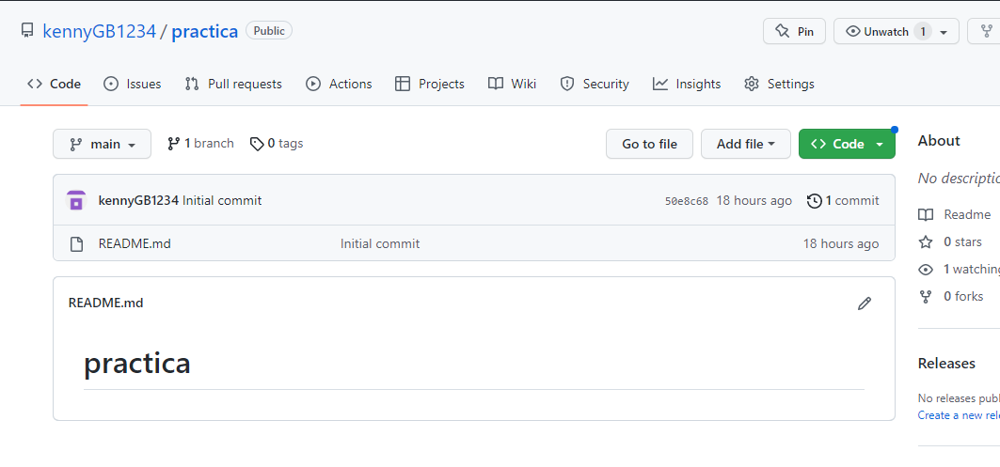 kennyGB1234 / practica Public
Pin
Unwatch 1
Code
Issues
Pull requests
Actions
Projects
Wiki
Security
Insights
Settings
main
1 branch
0 tags
Go to file
Add file
Code
About
kennyGB1234 Initial commit
50e8c68 18 hours ago
1 commit
No descriptio
README.md
Initial commit
18 hours ago
Readme
0 stars
1 watching
0 forks
README.md
practica
Releases
No releases publ
Create a new rel